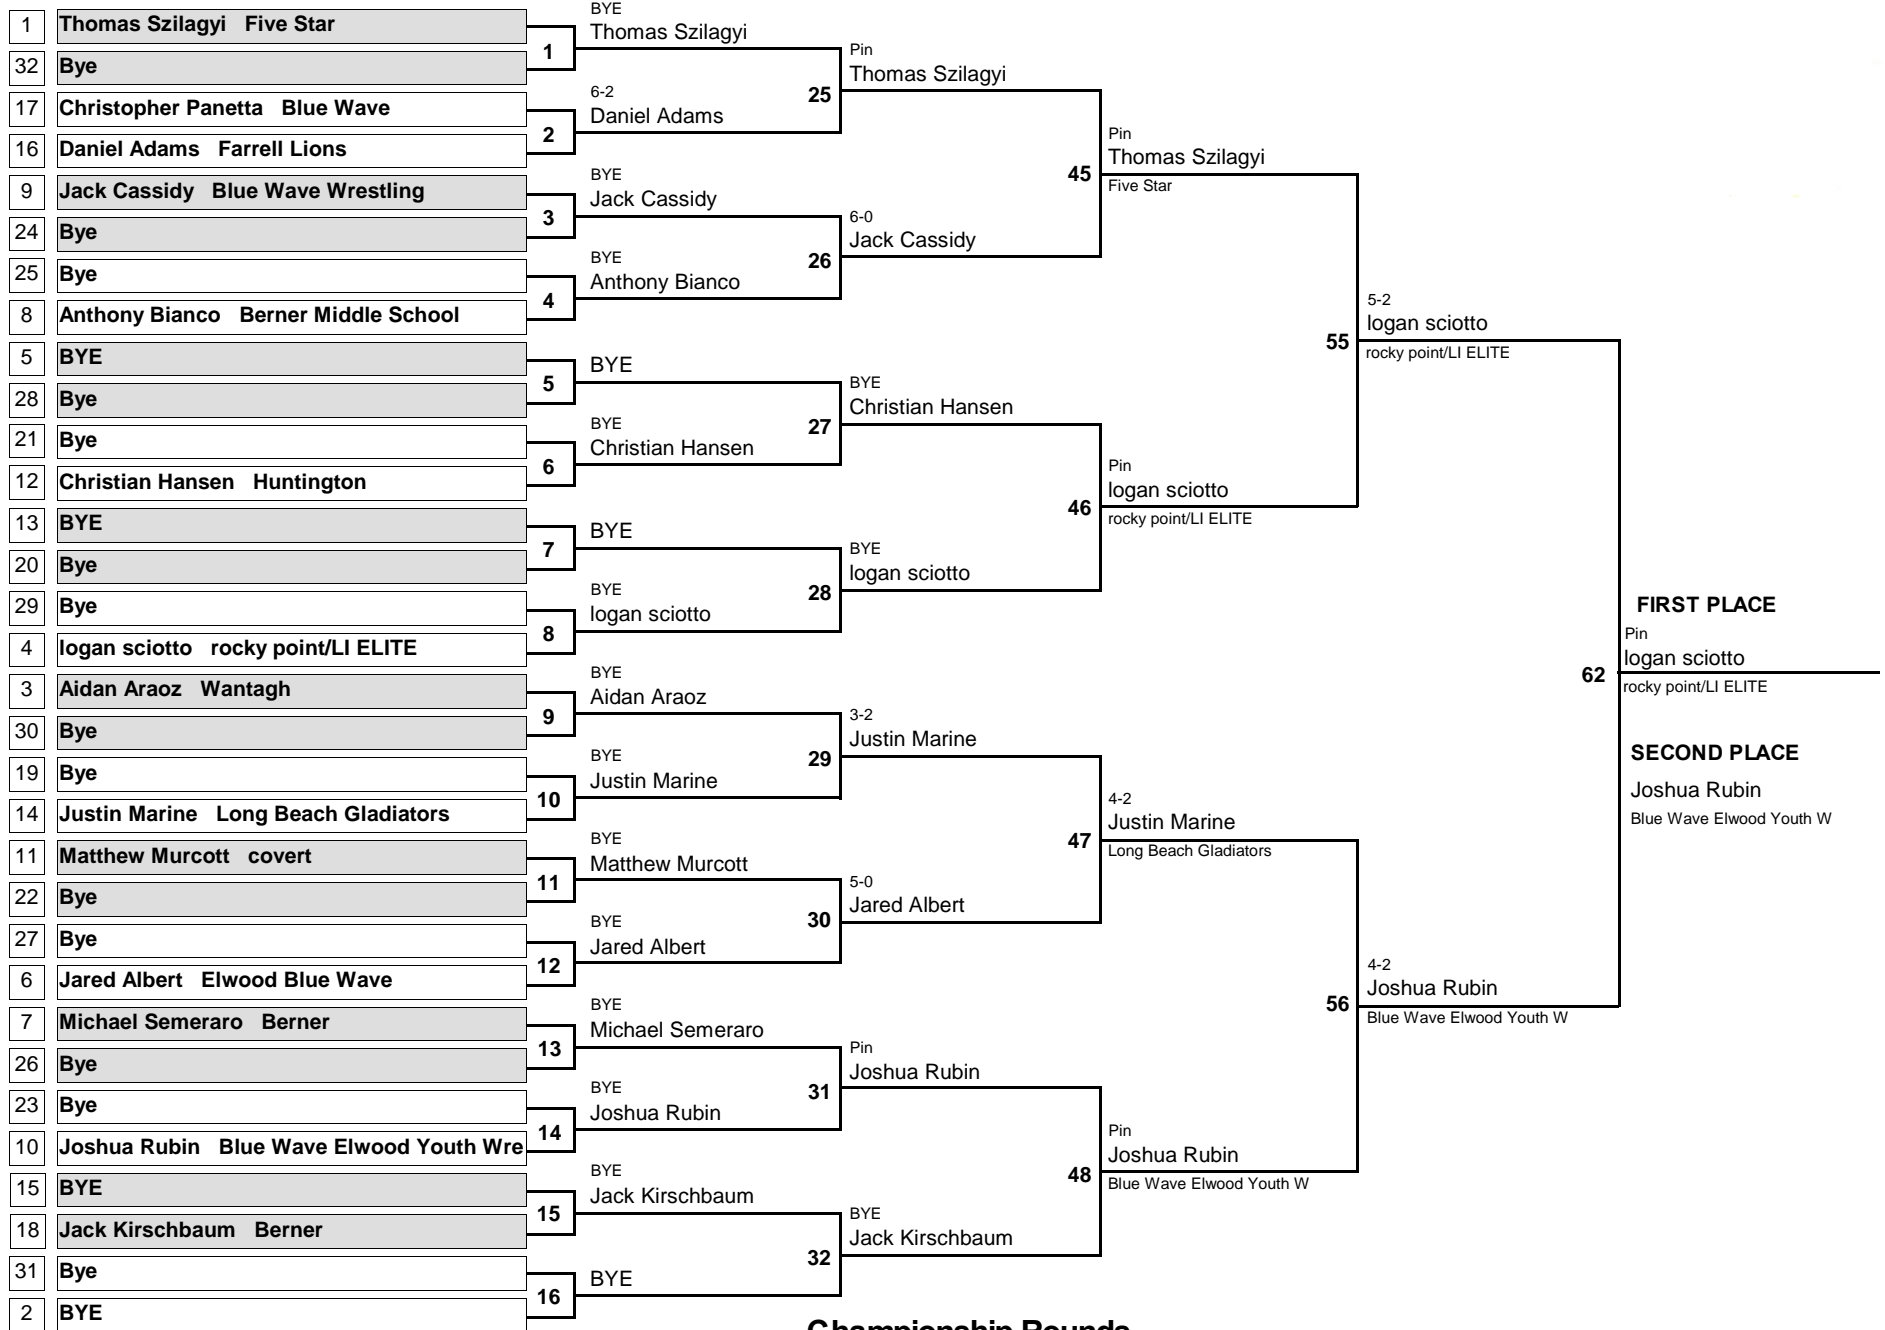 1 Thomas Szilagyi Five Star
32 Bye
17 Christopher Panetta Blue Wave
16 Daniel Adams Farrell Lions
9 Jack Cassidy Blue Wave Wrestling
24 Bye
25 Bye
8 Anthony Bianco Berner Middle School
5 BYE
28 Bye
21 Bye
12 Christian Hansen Huntington
13 BYE
20 Bye
29 Bye
4 logan sciotto rocky point/LI ELITE
3 Aidan Araoz Wantagh
30 Bye
19 Bye
14 Justin Marine Long Beach Gladiators
11 Matthew Murcott covert
22 Bye
27 Bye
6 Jared Albert Elwood Blue Wave
7 Michael Semeraro Berner
26 Bye
23 Bye
10 Joshua Rubin Blue Wave Elwood Youth Wre
15 BYE
18 Jack Kirschbaum Berner
31 Bye
2 BYE
1
2
3
4
5
6
7
8
9
10
11
12
13
14
15
16
BYE
Thomas Szilagyi
6-2
Daniel Adams
BYE
Jack Cassidy
BYE
Anthony Bianco
BYE
BYE
Christian Hansen
BYE
BYE
logan sciotto
BYE
Aidan Araoz
BYE
Justin Marine
BYE
Matthew Murcott
BYE
Jared Albert
BYE
Michael Semeraro
BYE
Joshua Rubin
BYE
Jack Kirschbaum
BYE
25
26
27
28
29
30
31
32
Pin
Thomas Szilagyi
6-0
Jack Cassidy
BYE
Christian Hansen
BYE
logan sciotto
3-2
Justin Marine
5-0
Jared Albert
Pin
Joshua Rubin
BYE
Jack Kirschbaum
45
46
47
48
Pin
Thomas Szilagyi
Five Star
Pin
logan sciotto
rocky point/LI ELITE
4-2
Justin Marine
Long Beach Gladiators
Pin
Joshua Rubin
Blue Wave Elwood Youth W
55
56
5-2
logan sciotto
rocky point/LI ELITE
4-2
Joshua Rubin
Blue Wave Elwood Youth W
62
FIRST PLACE
Pin
logan sciotto
rocky point/LI ELITE
SECOND PLACE
Joshua Rubin
Blue Wave Elwood Youth W
Championship Rounds